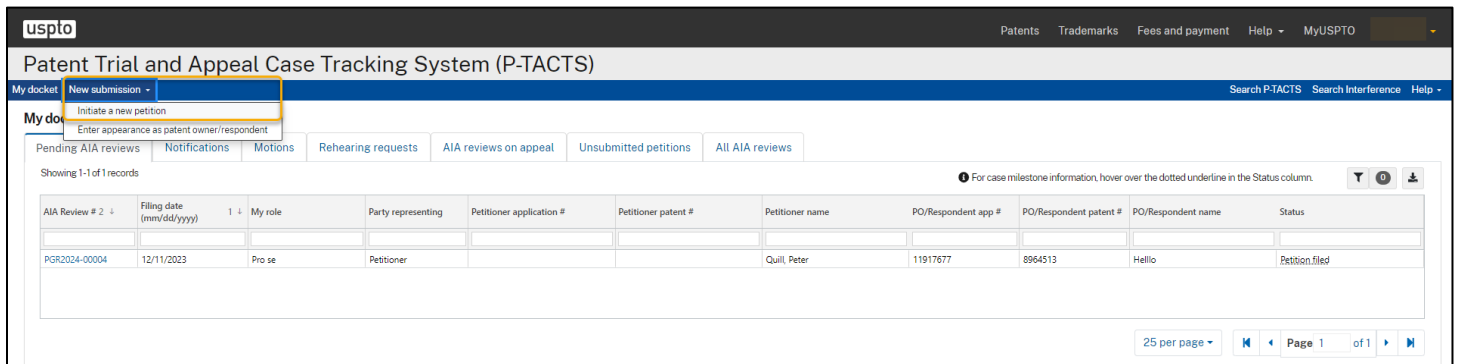 uspto Patents Trademarks Fees and payment Help MyUSPTO
Patent Trial and Appeal Case Tracking System (P-TACTS)
My docket New submission Search P-TACTS Search Interference Help
Initiate a new petition
My do
Enter appearance as patent owner/respondent
Pending AIA reviews Notifications Motions Rehearing requests AIA reviews on appeal Unsubmitted petitions All AIA reviews
Showing 1-1 of 1 records For case milestone information, hover over the dotted underline in the Status column. 0
AIA Review # 2 ↓ Filing date (mm/dd/yyyy) 1 ↓ My role Party representing Petitioner application # Petitioner patent # Petitioner name PO/Respondent app # PO/Respondent patent # PO/Respondent name Status
PGR2024-00004 12/11/2023 Pro se Petitioner Quill, Peter 11917677 8964513 Helllo Petition filed
25 per page Page 1 of 1